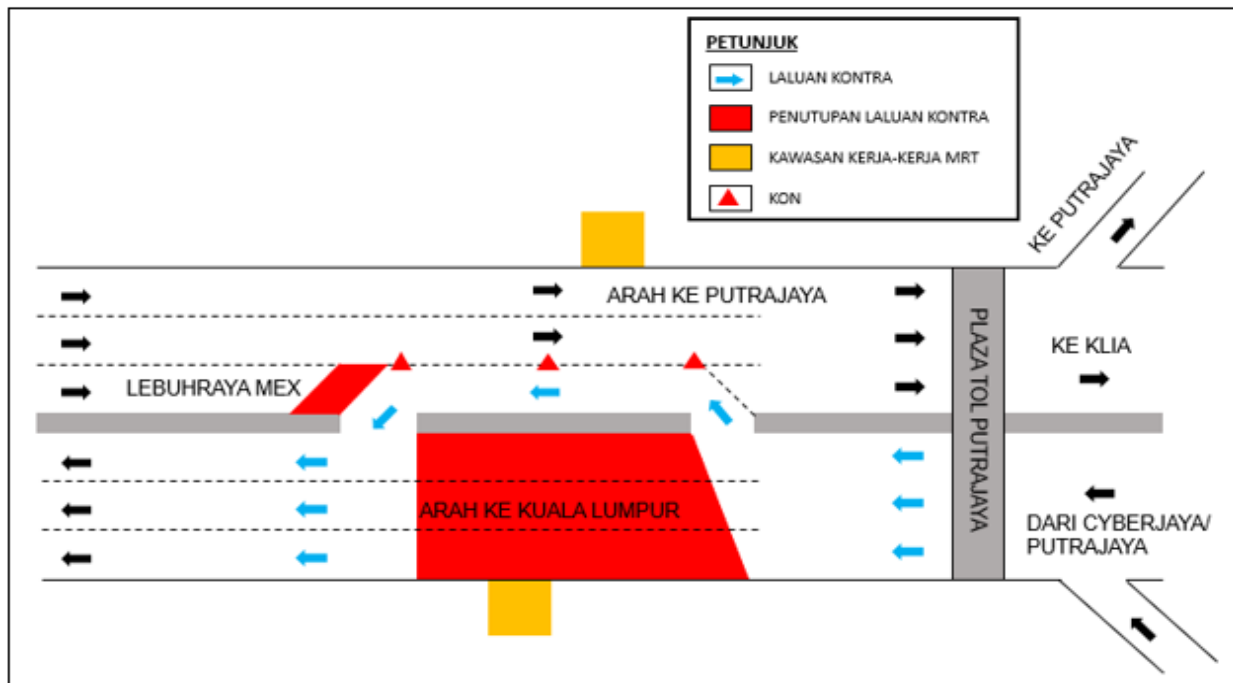 PETUNJUK
LALUAN KONTRA
PENUTUPAN LALUAN KONTRA
KAWASAN KERJA-KERJA MRT
KON
KE PUTRAJAYA
ARAH KE PUTRAJAYA
PLAZA TOL PUTRAJAYA
KE KLIA
LEBUHRAYA MEX
ARAH KE KUALA LUMPUR
DARI CYBERJAYA/
PUTRAJAYA